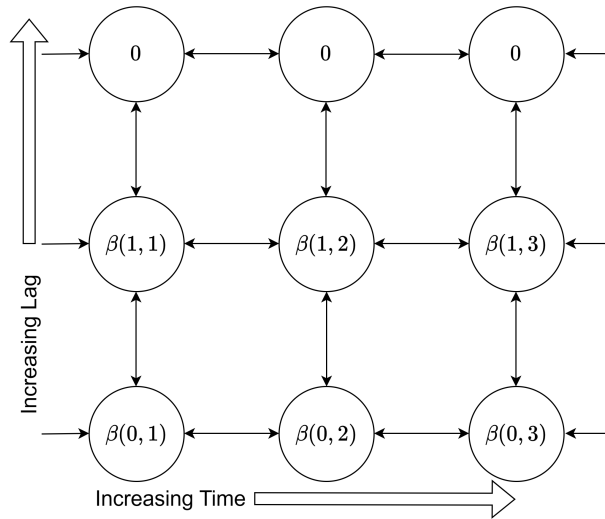 0 0 0
β(1, 1) β(1, 2) β(1, 3)
Increasing Lag
β(0, 1) β(0, 2) β(0, 3)
Increasing Time